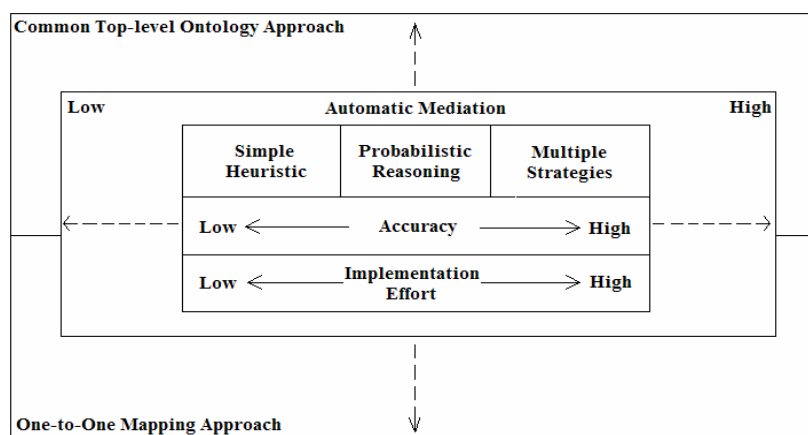 Common Top-level Ontology Approach
Low Automatic Mediation High
Simple Heuristic
Probabilistic Reasoning
Multiple Strategies
Low Accuracy High
Low Implementation Effort High
One-to-One Mapping Approach